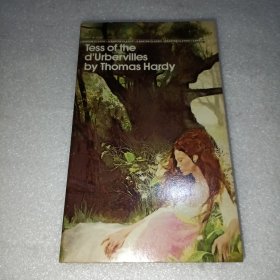 Tess of the
d'Urbervilles
by Thomas Hardy